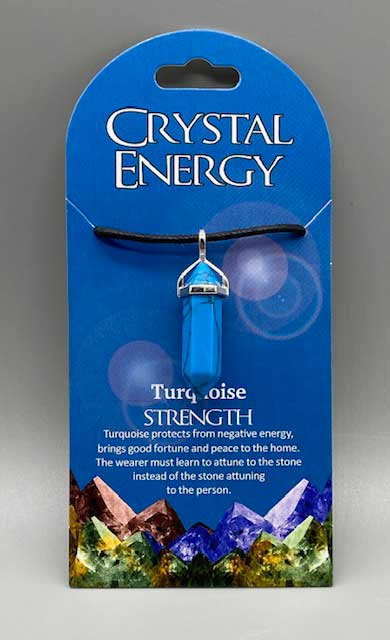 CRYSTAL
ENERGY
Turquoise
STRENGTH
Turquoise protects from negative energy,
brings good fortune and peace to the home.
The wearer must learn to attune to the stone
instead of the stone attuning
to the person.